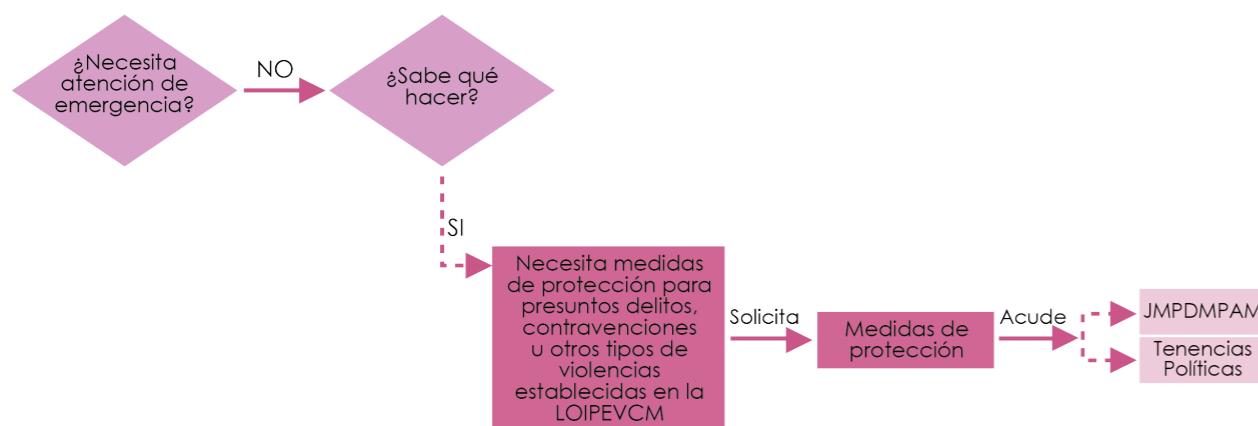 ¿Necesita
atención de
emergencia?
NO
¿Sabe qué
hacer?
SI
Necesita medidas
de protección para
presuntos delitos,
contravenciones
u otros tipos de
violencias
establecidas en la
LOIPEVCM
Solicita
Medidas de
protección
Acude
JMPDMPAM
Tenencias
Políticas